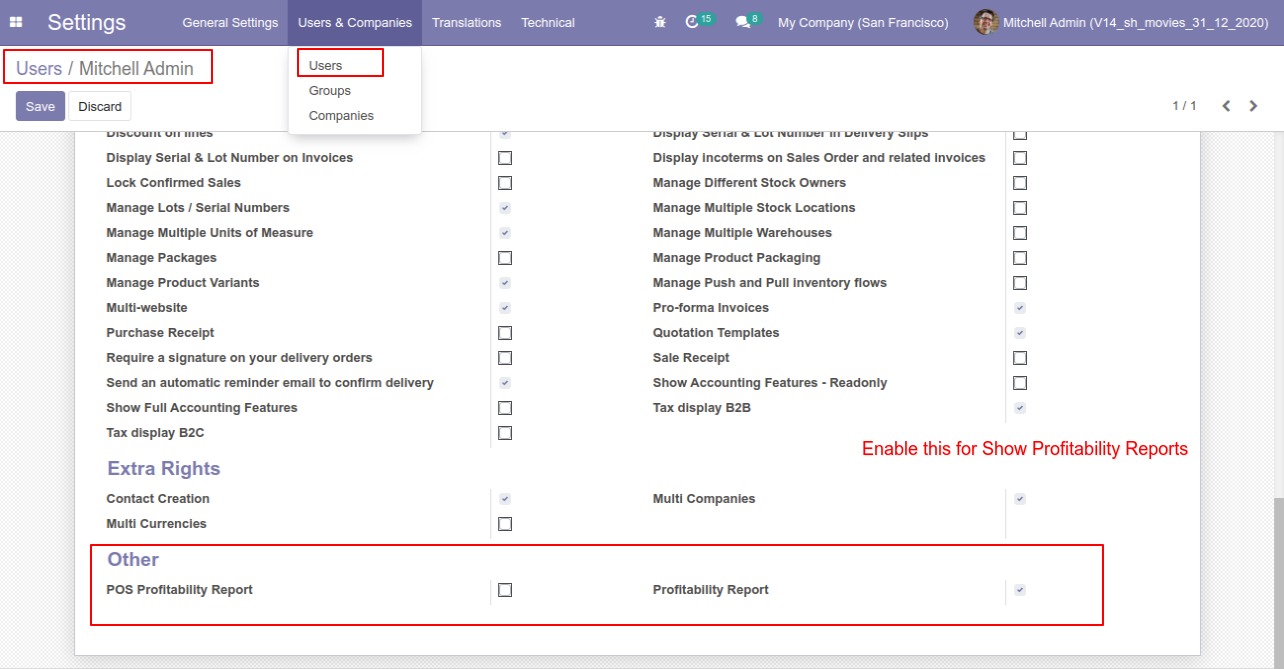 Settings General Settings Users & Companies Translations Technical 15 8 My Company (San Francisco) Mitchell Admin (V14_sh_movies_31_12_2020)
Users / Mitchell Admin
Users
Groups
Companies
Save Discard 1 / 1
Discount on lines Display Serial & Lot Number in Delivery Slips
Display Serial & Lot Number on Invoices Display incoterms on Sales Order and related invoices
Lock Confirmed Sales Manage Different Stock Owners
Manage Lots / Serial Numbers Manage Multiple Stock Locations
Manage Multiple Units of Measure Manage Multiple Warehouses
Manage Packages Manage Product Packaging
Manage Product Variants Manage Push and Pull inventory flows
Multi-website Pro-forma Invoices
Purchase Receipt Quotation Templates
Require a signature on your delivery orders Sale Receipt
Send an automatic reminder email to confirm delivery Show Accounting Features - Readonly
Show Full Accounting Features Tax display B2B
Tax display B2C
Enable this for Show Profitability Reports
Extra Rights
Contact Creation Multi Companies
Multi Currencies
Other
POS Profitability Report Profitability Report